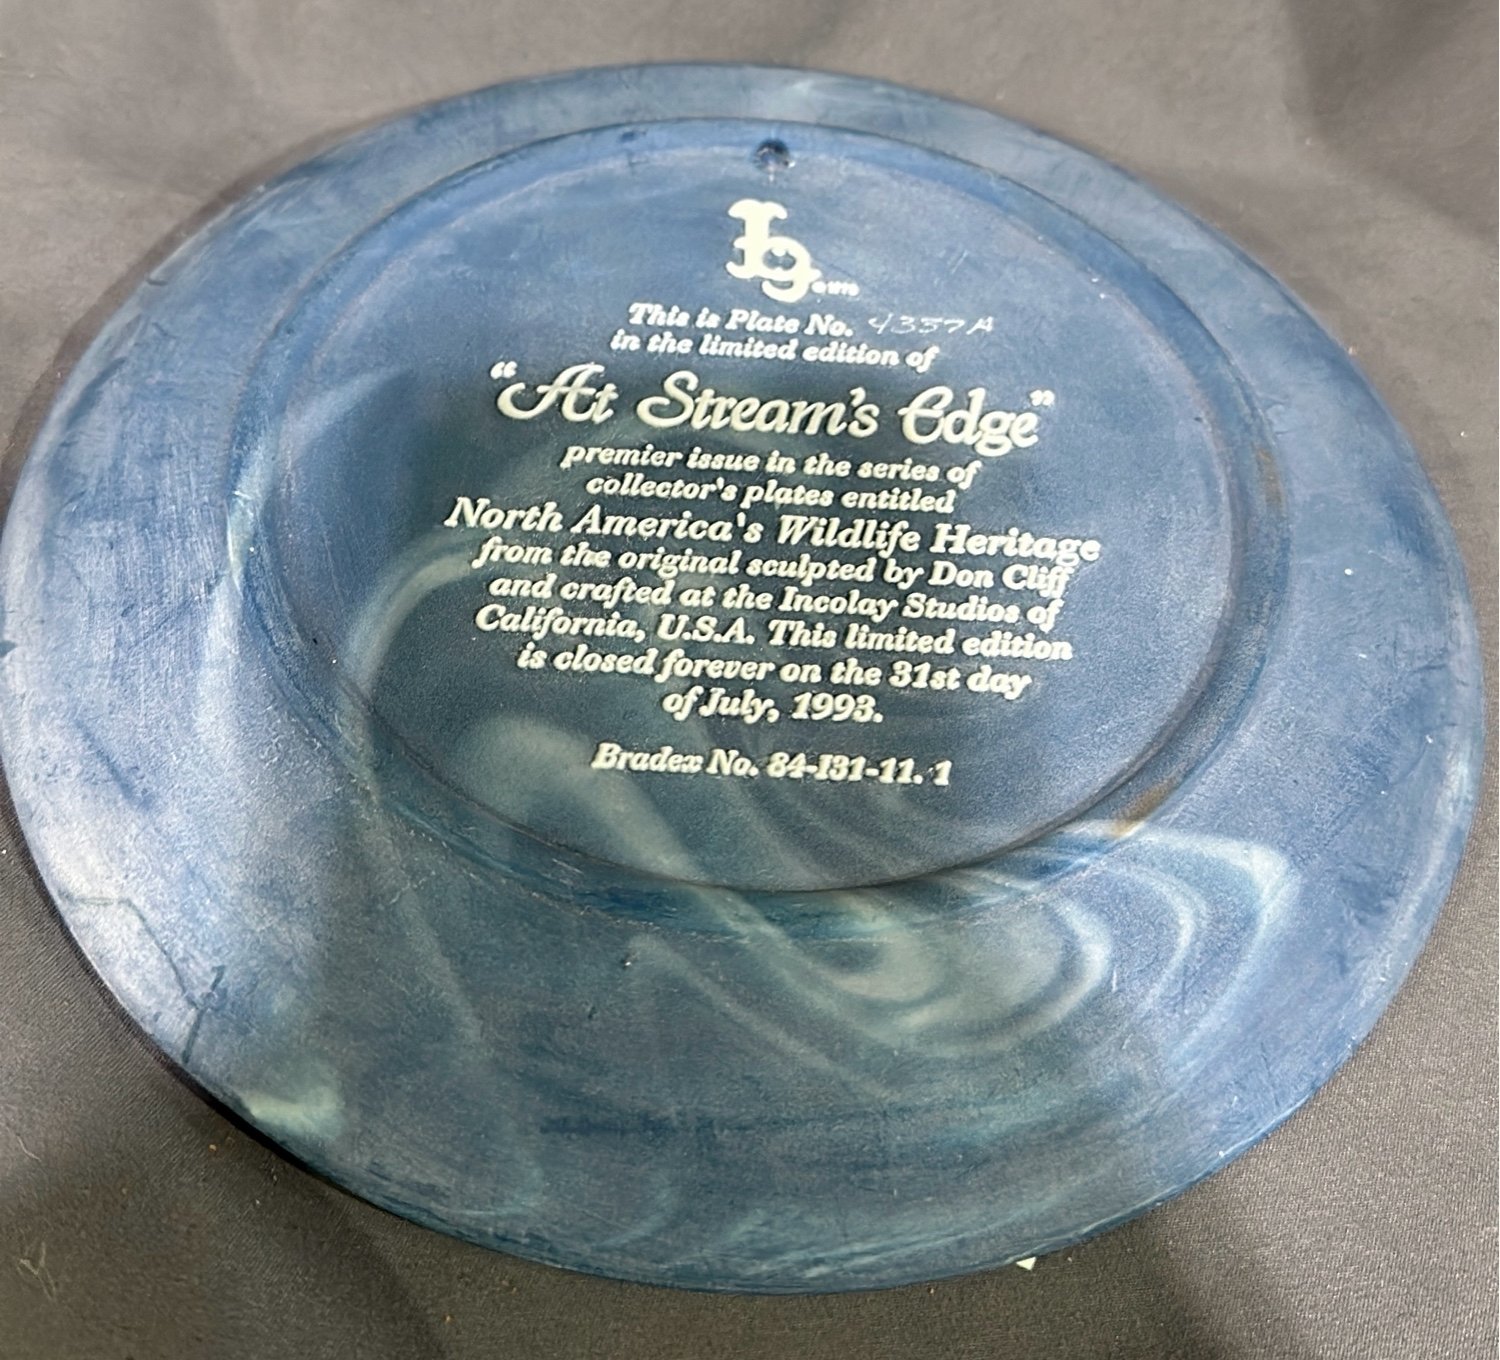 This is Plate No. 4337A
in the limited edition of
"At Stream's Edge"
premier issue in the series of
collector's plates entitled
North America's Wildlife Heritage
from the original sculpted by Don Cliff
and crafted at the Incolay Studios of
California, U.S.A. This limited edition
is closed forever on the 31st day
of July, 1993.
Bradex No. 84-I31-11.1